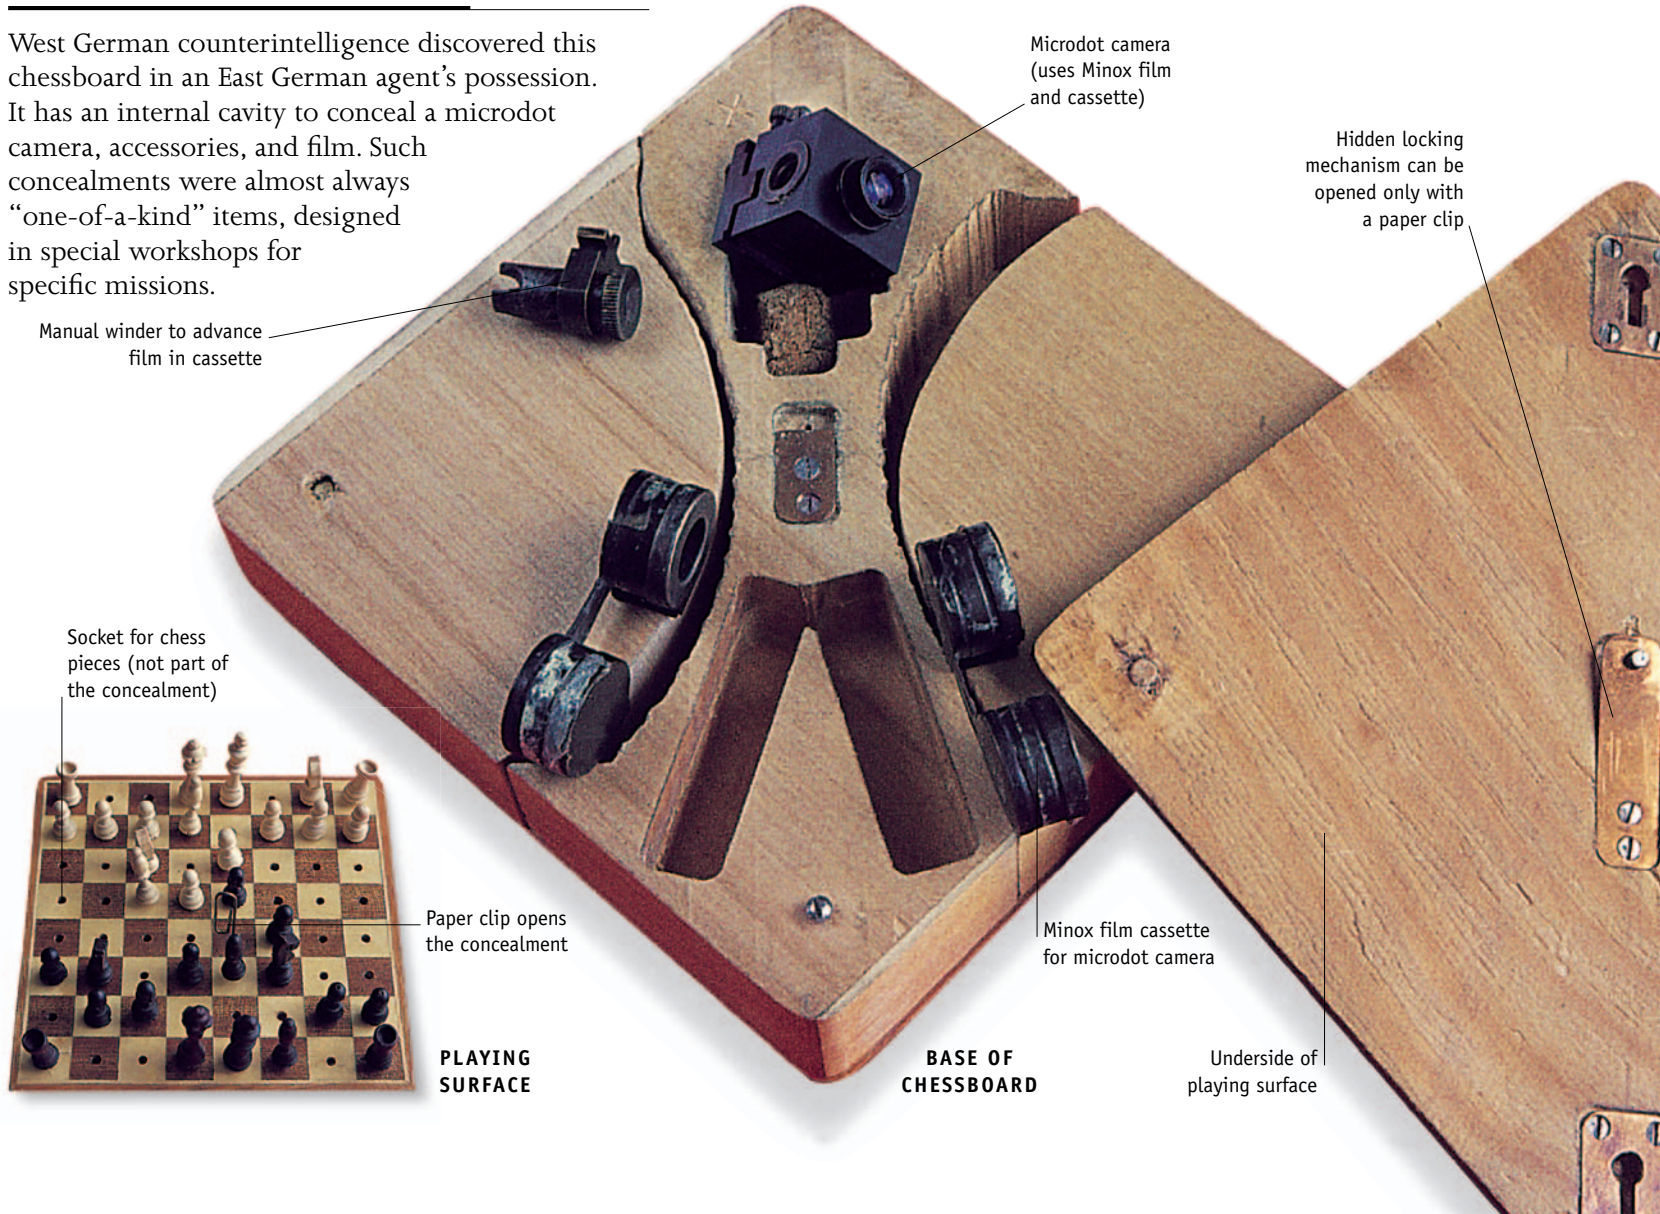 West German counterintelligence discovered this
chessboard in an East German agent’s possession.
It has an internal cavity to conceal a microdot
camera, accessories, and film. Such
concealments were almost always
“one-of-a-kind” items, designed
in special workshops for
specific missions.
Manual winder to advance
film in cassette
Microdot camera
(uses Minox film
and cassette)
Hidden locking
mechanism can be
opened only with
a paper clip
Socket for chess
pieces (not part of
the concealment)
Paper clip opens
the concealment
PLAYING
SURFACE
Minox film cassette
for microdot camera
BASE OF
CHESSBOARD
Underside of
playing surface